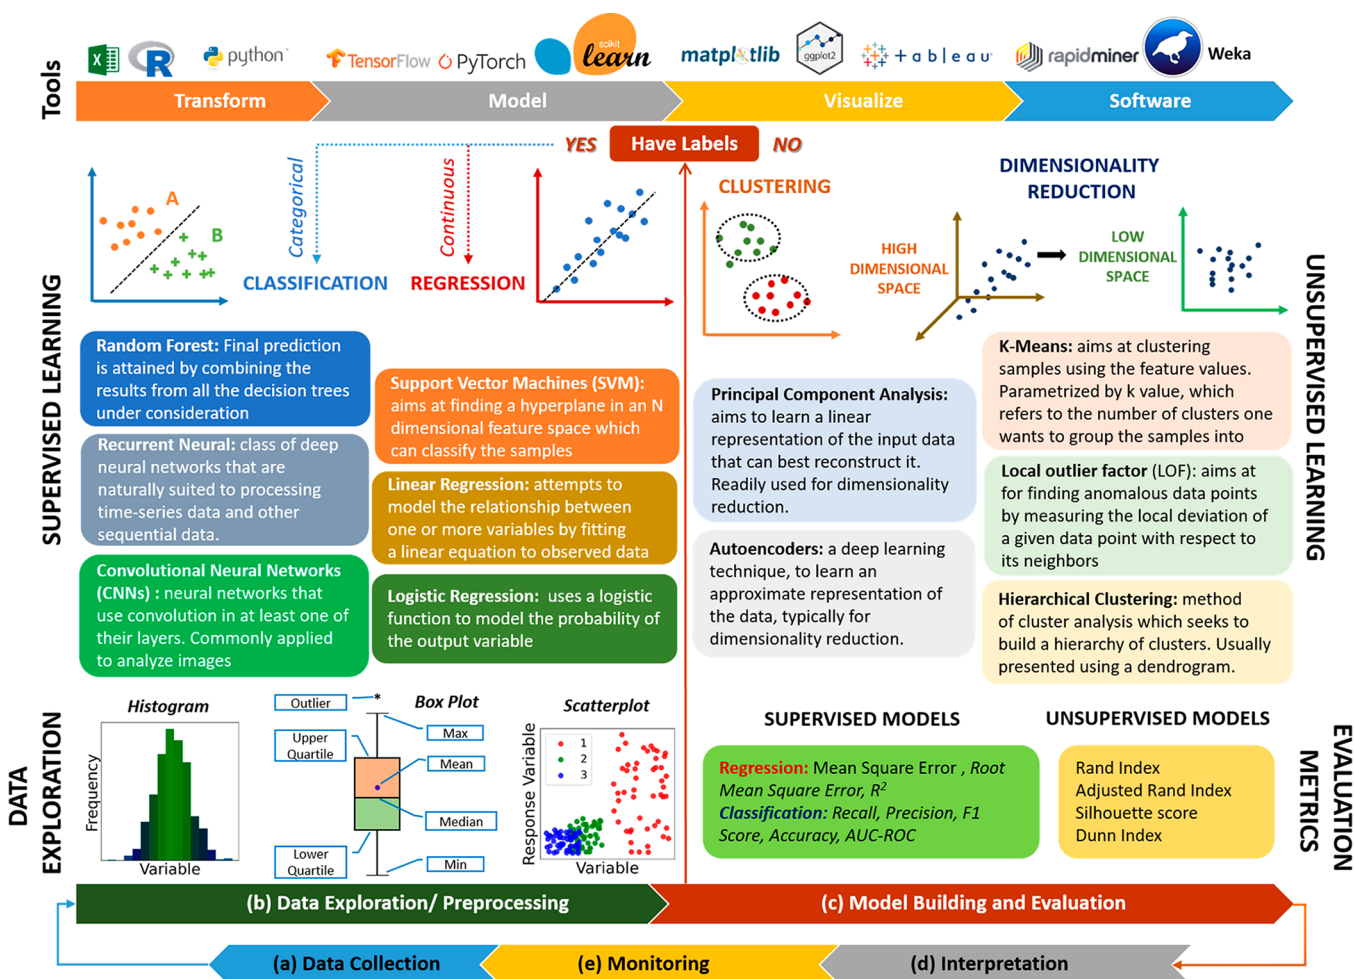 Tools
R
python
TensorFlow
PyTorch
scikit
learn
matplotlib
ggplot2
+ableau
rapidminer
Weka
Transform
Model
Visualize
Software
YES
Have Labels
NO
Categorical
Continuous
A
B
CLASSIFICATION
REGRESSION
CLUSTERING
DIMENSIONALITY
REDUCTION
HIGH
DIMENSIONAL
SPACE
LOW
DIMENSIONAL
SPACE
SUPERVISED LEARNING
Random Forest: Final prediction
is attained by combining the
results from all the decision trees
under consideration
Recurrent Neural: class of deep
neural networks that are
naturally suited to processing
time-series data and other
sequential data.
Convolutional Neural Networks
(CNNs) : neural networks that
use convolution in at least one of
their layers. Commonly applied
to analyze images
Support Vector Machines (SVM):
aims at finding a hyperplane in an N
dimensional feature space which
can classify the samples
Linear Regression: attempts to
model the relationship between
one or more variables by fitting
a linear equation to observed data
Logistic Regression: uses a logistic
function to model the probability of
the output variable
Principal Component Analysis:
aims to learn a linear
representation of the input data
that can best reconstruct it.
Readily used for dimensionality
reduction.
Autoencoders: a deep learning
technique, to learn an
approximate representation of
the data, typically for
dimensionality reduction.
K-Means: aims at clustering
samples using the feature values.
Parametrized by k value, which
refers to the number of clusters one
wants to group the samples into
Local outlier factor (LOF): aims at
for finding anomalous data points
by measuring the local deviation of
a given data point with respect to
its neighbors
Hierarchical Clustering: method
of cluster analysis which seeks to
build a hierarchy of clusters. Usually
presented using a dendrogram.
UNSUPERVISED LEARNING
DATA
EXPLORATION
Histogram
Frequency
Variable
Box Plot
Outlier
*
Upper
Quartile
Lower
Quartile
Max
Mean
Median
Min
Scatterplot
Response Variable
1
2
3
Variable
SUPERVISED MODELS
Regression: Mean Square Error , Root
Mean Square Error, R²
Classification: Recall, Precision, F1
Score, Accuracy, AUC-ROC
UNSUPERVISED MODELS
Rand Index
Adjusted Rand Index
Silhouette score
Dunn Index
EVALUATION
METRICS
(b) Data Exploration/ Preprocessing
(c) Model Building and Evaluation
(a) Data Collection
(e) Monitoring
(d) Interpretation